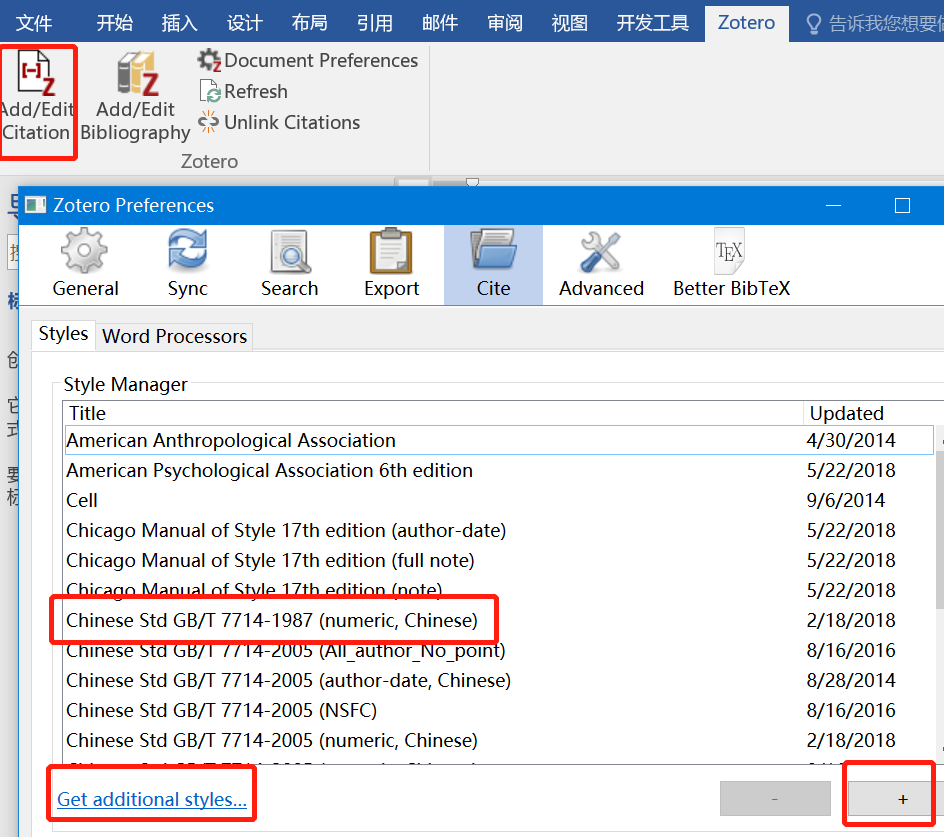 文件 开始 插入 设计 布局 引用 邮件 审阅 视图 开发工具 Zotero 告诉我您想要
Add/Edit Citation
Add/Edit Bibliography
Document Preferences
Refresh
Unlink Citations
Zotero
Zotero Preferences
General Sync Search Export Cite Advanced TEX Better BibTeX
Styles Word Processors
Style Manager
Title Updated
American Anthropological Association 4/30/2014
American Psychological Association 6th edition 5/22/2018
Cell 9/6/2014
Chicago Manual of Style 17th edition (author-date) 5/22/2018
Chicago Manual of Style 17th edition (full note) 5/22/2018
Chicago Manual of Style 17th edition (note) 5/22/2018
Chinese Std GB/T 7714-1987 (numeric, Chinese) 2/18/2018
Chinese Std GB/T 7714-2005 (All_author_No_point) 8/16/2016
Chinese Std GB/T 7714-2005 (author-date, Chinese) 8/28/2014
Chinese Std GB/T 7714-2005 (NSFC) 8/16/2016
Chinese Std GB/T 7714-2005 (numeric, Chinese) 2/18/2018
Get additional styles... - +